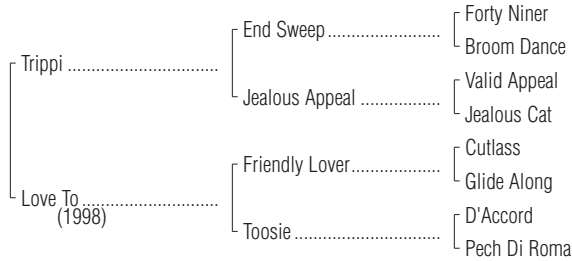 Forty Niner
End Sweep
Broom Dance
Trippi
Valid Appeal
Jealous Appeal
Jealous Cat
Cutlass
Friendly Lover
Glide Along
Love To
(1998)
D'Accord
Toosie
Pech Di Roma